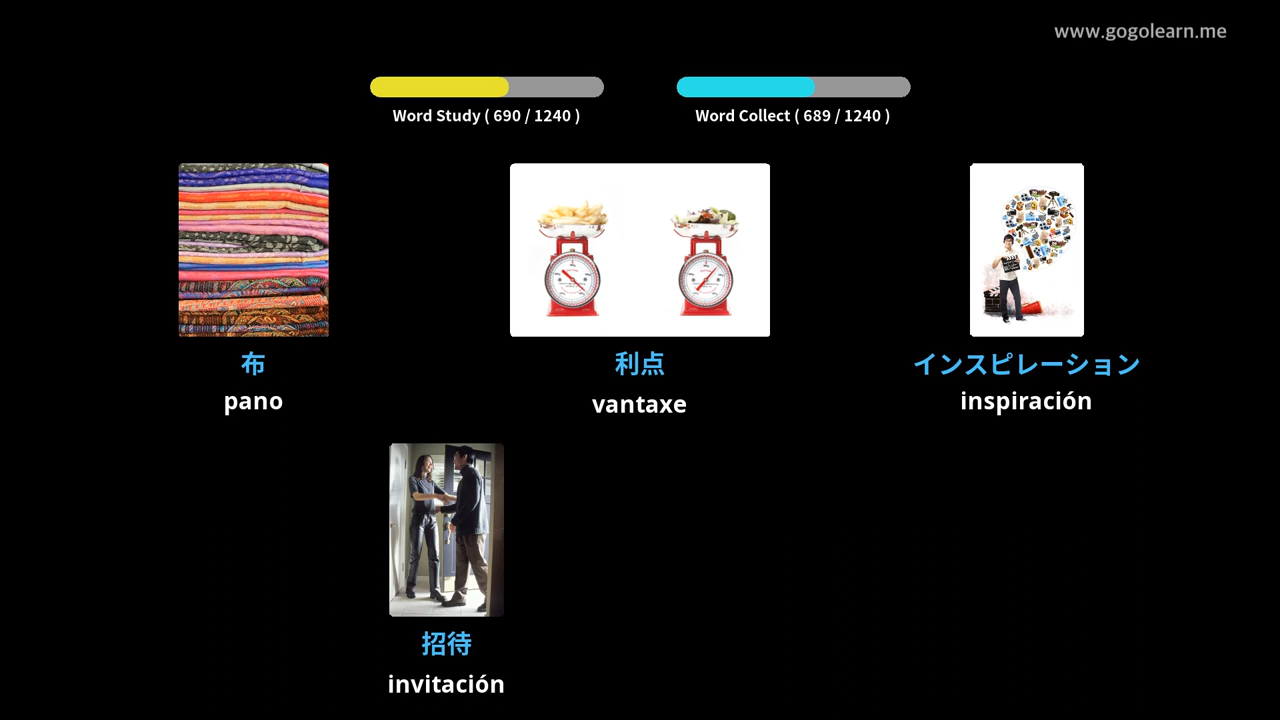 www.gogolearn.me
Word Study ( 690 / 1240 )
Word Collect ( 689 / 1240 )
布
pano
利点
vantaxe
インスピレーション
inspiración
招待
invitación